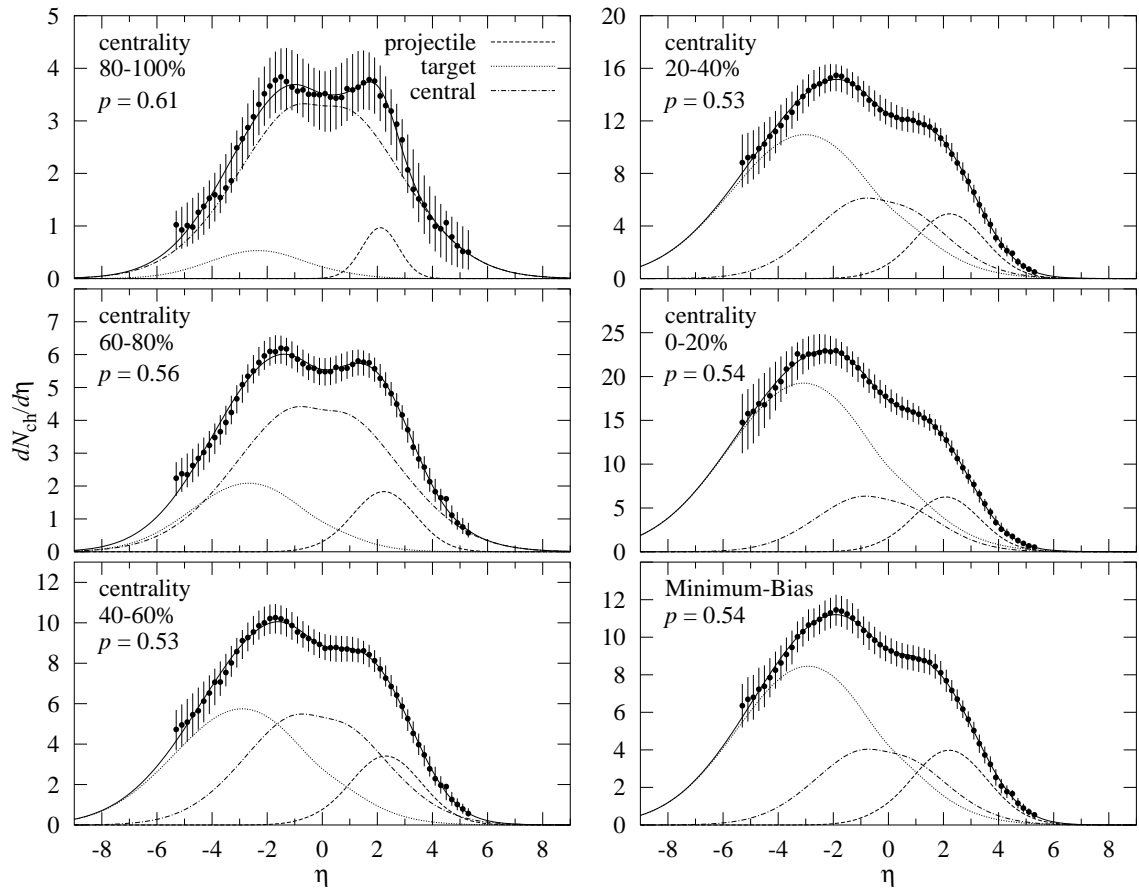 5
4
3
2
1
0
centrality
80-100%
p = 0.61
projectile
target
central
20
16
12
8
4
0
centrality
20-40%
p = 0.53
7
6
5
4
3
2
1
0
centrality
60-80%
p = 0.56
dNch/dη
25
20
15
10
5
0
centrality
0-20%
p = 0.54
12
10
8
6
4
2
0
centrality
40-60%
p = 0.53
-8 -6 -4 -2 0 2 4 6 8
η
12
10
8
6
4
2
0
Minimum-Bias
p = 0.54
-8 -6 -4 -2 0 2 4 6 8
η